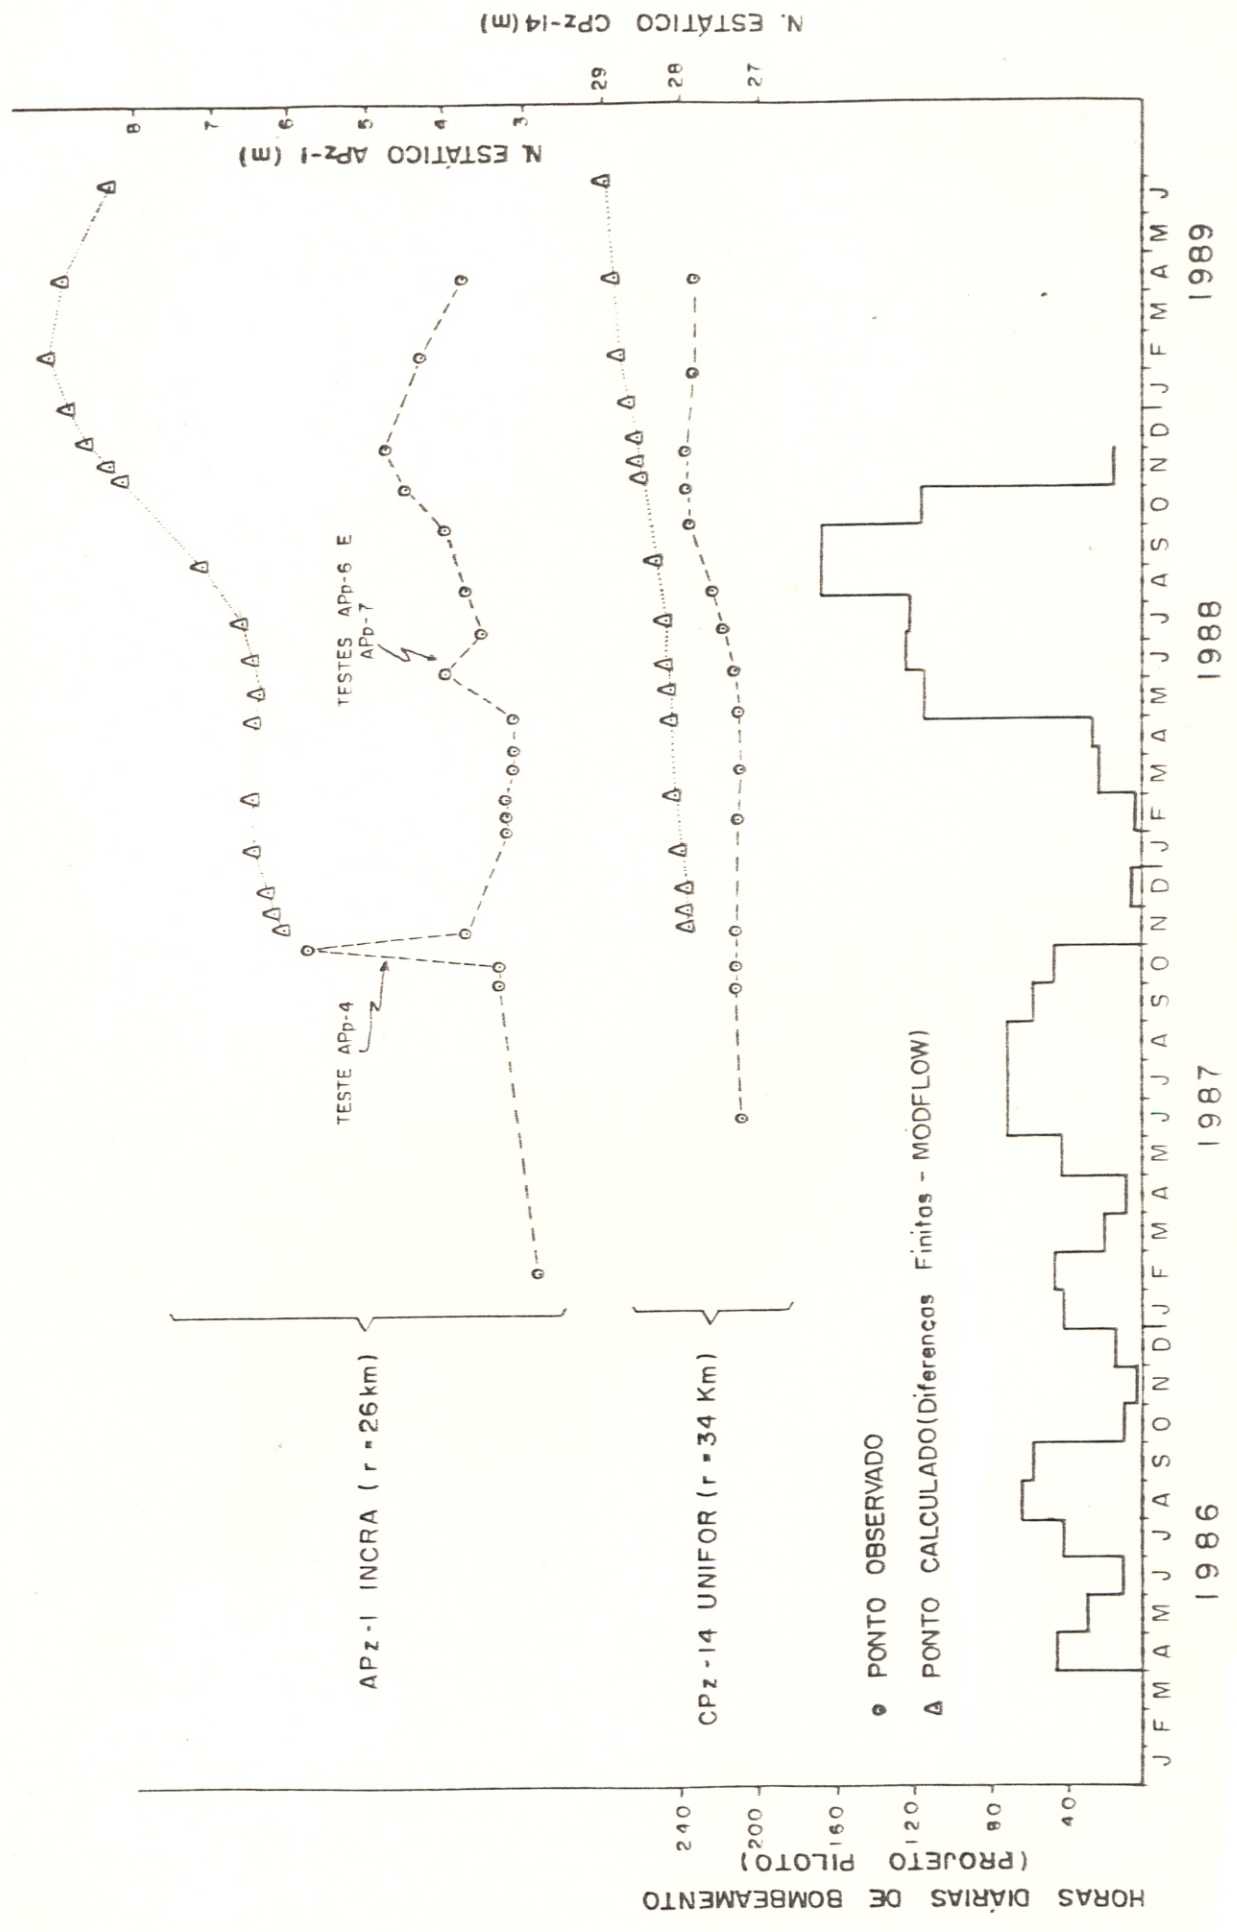 HORAS DIÁRIAS DE BOMBEAMENTO
(PROJETO PILOTO)
240
200
160
120
80
40
APz-1 INCRA (r = 26km)
CPz-14 UNIFOR (r = 34 Km)
PONTO OBSERVADO
PONTO CALCULADO(Diferenças Finitas - MODFLOW)
TESTE APp-4
TESTES APp-6 E
APp-7
N. ESTÁTICO APz-1 (m)
8
7
6
5
4
3
N. ESTÁTICO CPz-14(m)
29
28
27
J F M A M J J A S O N D J F M A M J J A S O N D J F M A M J J A S O N D J F M A M J
1986 1987 1988 1989